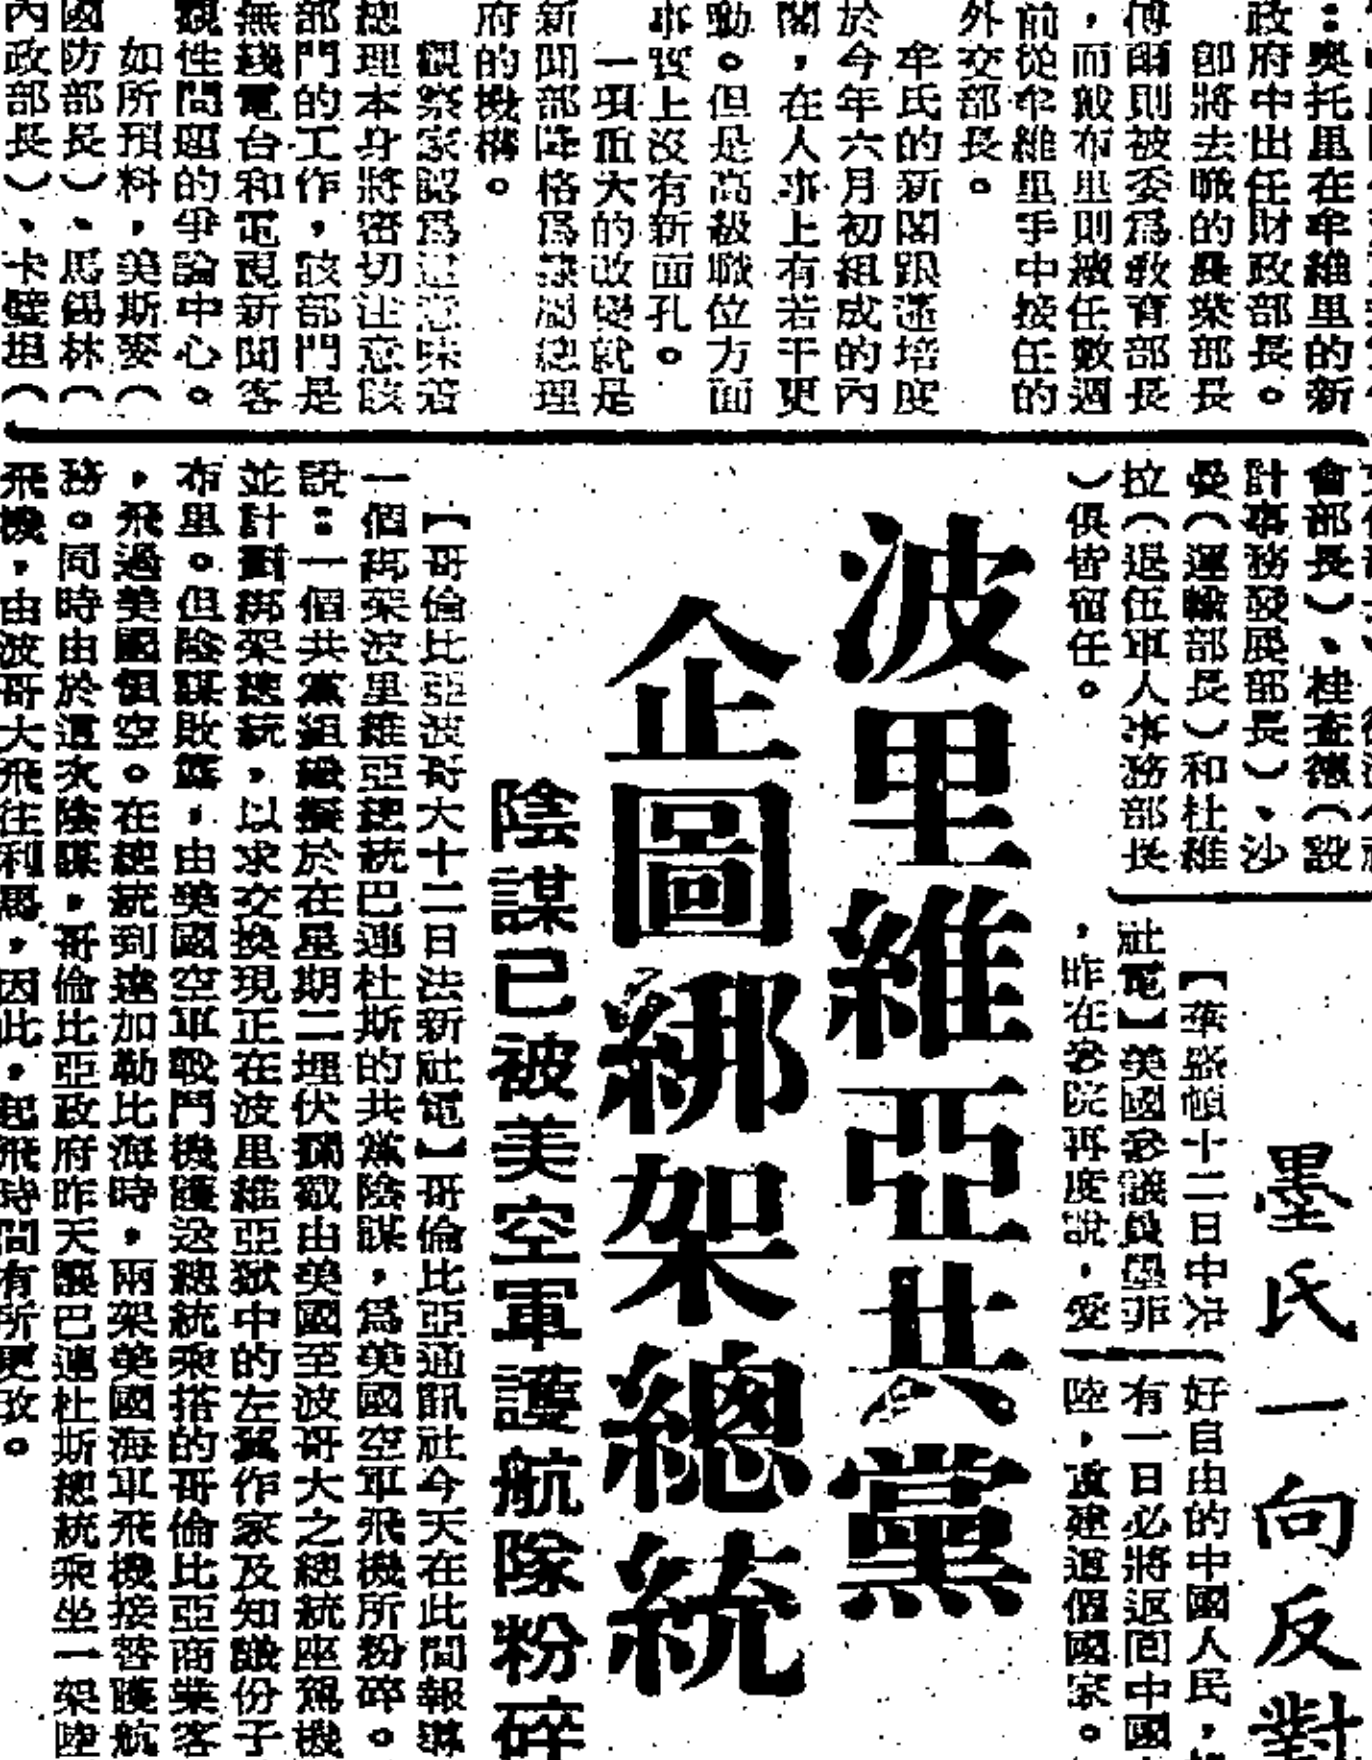 ：奧托里在牟維里的新
政府中出任財政部長。
卽將去職的農業部長
傅爾則被委爲敎育部長
，而戴布里則續任數週
前從牟維里手中接任的
外交部長。
牟氏的新閣跟蓬培度
於今年六月初組成的內
閣，在人事上有若干更
動。但是高級職位方面
事實上沒有新面孔。
一項重大的改變就是
新聞部降格爲隸屬總理
府的機構。
觀察家認爲這意味着
總理本身將密切注意該
部門的工作，該部門是
無綫電台和電視新聞客
觀性問題的爭論中心。
如所預料，美斯麥（
國防部長）、馬錫林（
內政部長）、卡壁坦（
會部長）、桂查德（設
計事務發展部長）、沙
曼（運輸部長）和杜維
拉（退伍軍人事務部長
）俱皆留任。
波里維亞共黨
企圖綁架總統
陰謀已被美空軍護航隊粉碎
【哥倫比亞波哥大十二日法新社電】哥倫比亞通訊社今天在此間報導
一個綁架波里維亞總統巴連杜斯的共黨陰謀，爲美國空軍飛機所粉碎。
說：一個共黨組織擬於在星期二埋伏攔截由美國至波哥大之總統座駕機
並計劃綁架總統，以求交換現正在波里維亞獄中的左翼作家及知識份子
布里。但陰謀敗露，由美國空軍戰鬥機護送總統乘搭的哥倫比亞商業客
，飛過美國領空。在總統到達加勒比海時，兩架美國海軍飛機接替護航
務。同時由於這次陰謀，哥倫比亞政府昨天讓巴連杜斯總統乘坐一架陸
飛機，由波哥大飛往利馬，因此，起飛時間有所更改。
墨氏一向反對
【華盛頓十二日中冲
社電】美國參議員墨菲
，昨在參院再度說，愛
好自由的中國人民，
有一日必將返回中國
陸，重建這個國家。